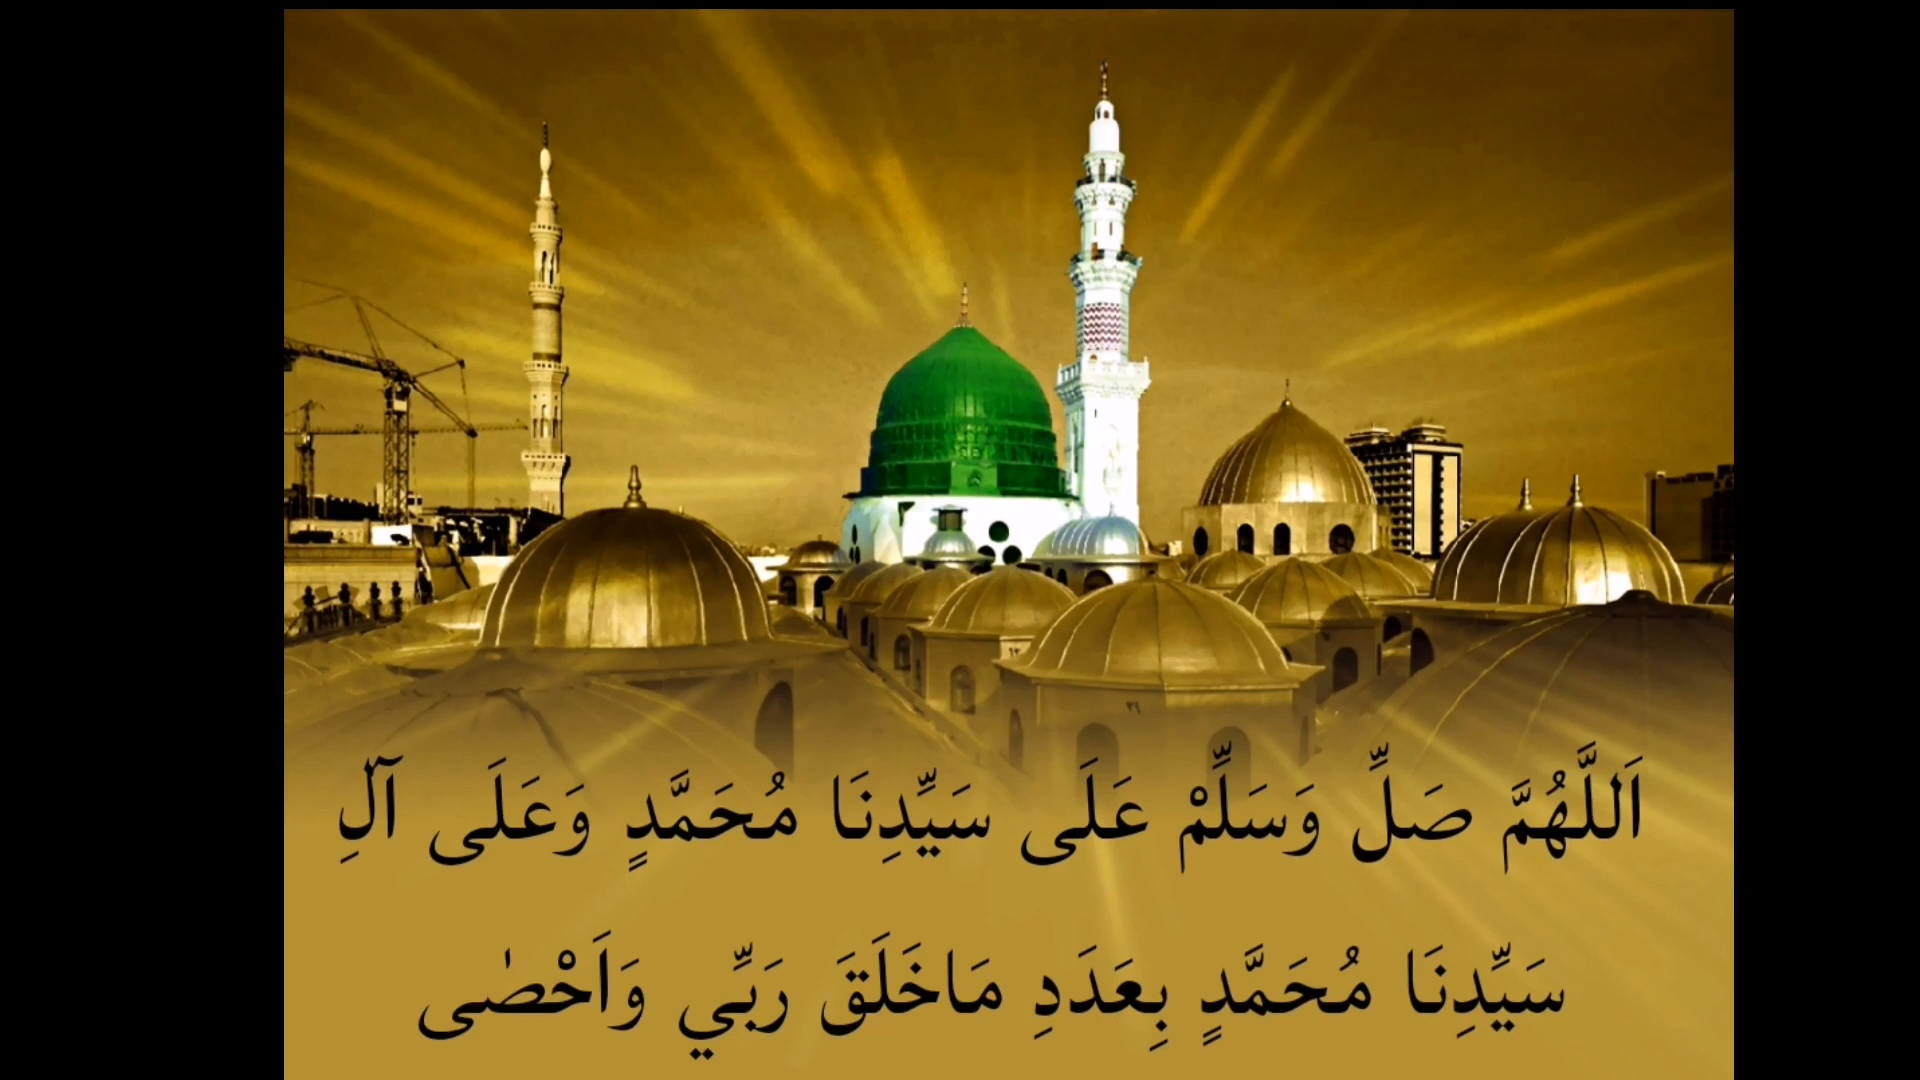 اَللَّهُمَّ صَلِّ وَسَلِّمْ عَلَى سَيِّدِنَا مُحَمَّدٍ وَعَلَى آلِ
سَيِّدِنَا مُحَمَّدٍ بِعَدَدِ مَاخَلَقَ رَبِّي وَاَحْصٰى